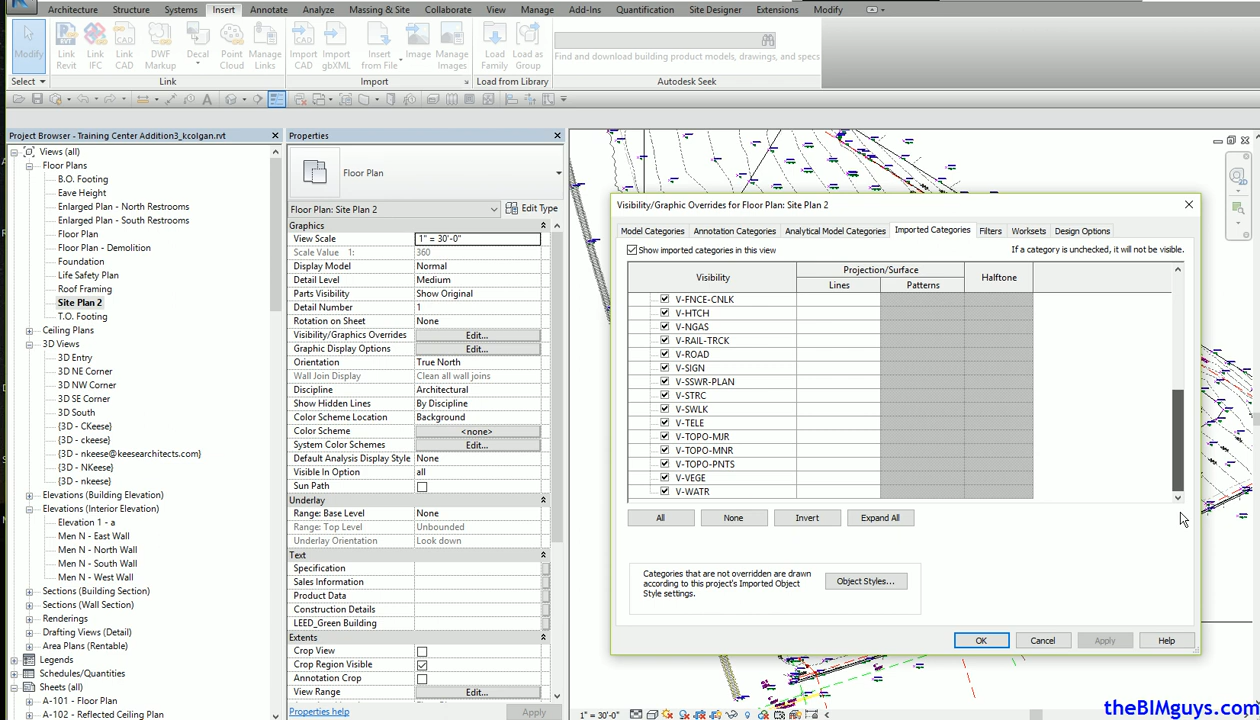 Architecture Structure Systems Insert Annotate Analyze Massing & Site Collaborate View Manage Add-Ins Quantification Site Designer Extensions Modify
Modify
Link Revit
Link IFC
Link CAD
DWF Markup
Decal
Point Cloud
Manage Links
Import CAD
Import gbXML
Insert from File
Image
Manage Images
Load Family
Load as Group
Find and download building product models, drawings, and specs
Select
Link
Import
Load from Library
Autodesk Seek
Project Browser - Training Center Addition3_kcolgan.rvt
Views (all)
Floor Plans
B.O. Footing
Eave Height
Enlarged Plan - North Restrooms
Enlarged Plan - South Restrooms
Floor Plan
Floor Plan - Demolition
Foundation
Life Safety Plan
Roof Framing
Site Plan 2
T.O. Footing
Ceiling Plans
3D Views
3D Entry
3D NE Corner
3D NW Corner
3D SE Corner
3D South
{3D - CKeese}
{3D - ckeese}
{3D - nkeese@keesearchitects.com}
{3D - NKeese}
{3D - nkeese}
Elevations (Building Elevation)
Elevations (Interior Elevation)
Elevation 1 - a
Men N - East Wall
Men N - North Wall
Men N - South Wall
Men N - West Wall
Sections (Building Section)
Sections (Wall Section)
Renderings
Drafting Views (Detail)
Area Plans (Rentable)
Legends
Schedules/Quantities
Sheets (all)
A-101 - Floor Plan
A-102 - Reflected Ceiling Plan
Properties
Floor Plan
Floor Plan: Site Plan 2 Edit Type
Graphics
View Scale 1" = 30'-0"
Scale Value 1: 360
Display Model Normal
Detail Level Medium
Parts Visibility Show Original
Detail Number 1
Rotation on Sheet None
Visibility/Graphics Overrides Edit...
Graphic Display Options Edit...
Orientation True North
Wall Join Display Clean all wall joins
Discipline Architectural
Show Hidden Lines By Discipline
Color Scheme Location Background
Color Scheme <none>
System Color Schemes Edit...
Default Analysis Display Style None
Visible In Option all
Sun Path
Underlay
Range: Base Level None
Range: Top Level Unbounded
Underlay Orientation Look down
Text
Specification
Sales Information
Product Data
Construction Details
LEED_Green Building
Extents
Crop View
Crop Region Visible
Annotation Crop
View Range Edit...
Properties help Apply
Visibility/Graphic Overrides for Floor Plan: Site Plan 2
Model Categories Annotation Categories Analytical Model Categories Imported Categories Filters Worksets Design Options
Show imported categories in this view If a category is unchecked, it will not be visible.
Visibility
Projection/Surface
Lines Patterns
Halftone
V-FNCE-CNLK
V-HTCH
V-NGAS
V-RAIL-TRCK
V-ROAD
V-SIGN
V-SSWR-PLAN
V-STRC
V-SWLK
V-TELE
V-TOPO-MJR
V-TOPO-MNR
V-TOPO-PNTS
V-VEGE
V-WATR
All None Invert Expand All
Categories that are not overridden are drawn
according to this project's Imported Object
Style settings.
Object Styles...
OK Cancel Apply Help
1" = 30'-0"
theBIMguys.com